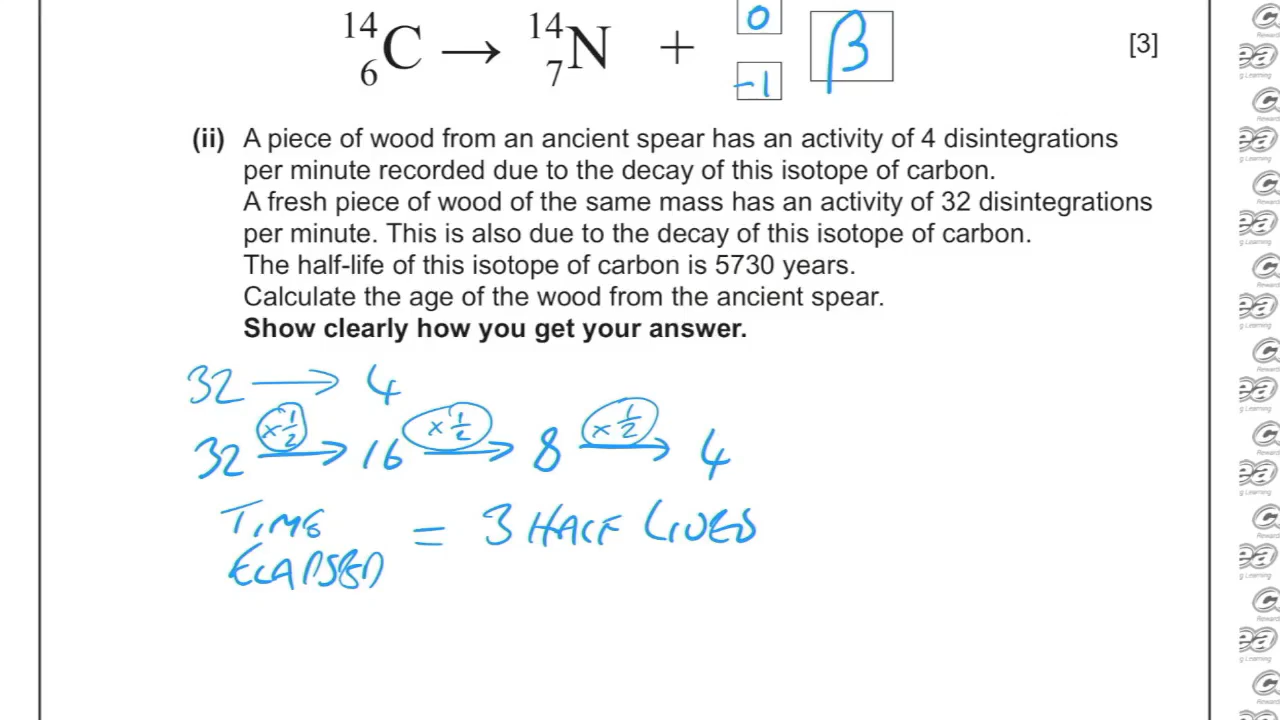 14 6 C → 14 7 N + 0 -1 β [3]
(ii) A piece of wood from an ancient spear has an activity of 4 disintegrations
per minute recorded due to the decay of this isotope of carbon.
A fresh piece of wood of the same mass has an activity of 32 disintegrations
per minute. This is also due to the decay of this isotope of carbon.
The half-life of this isotope of carbon is 5730 years.
Calculate the age of the wood from the ancient spear.
Show clearly how you get your answer.
32 → 4
32 ×1/2 → 16 ×1/2 → 8 ×1/2 → 4
TIME ELAPSED = 3 HALF LIVES